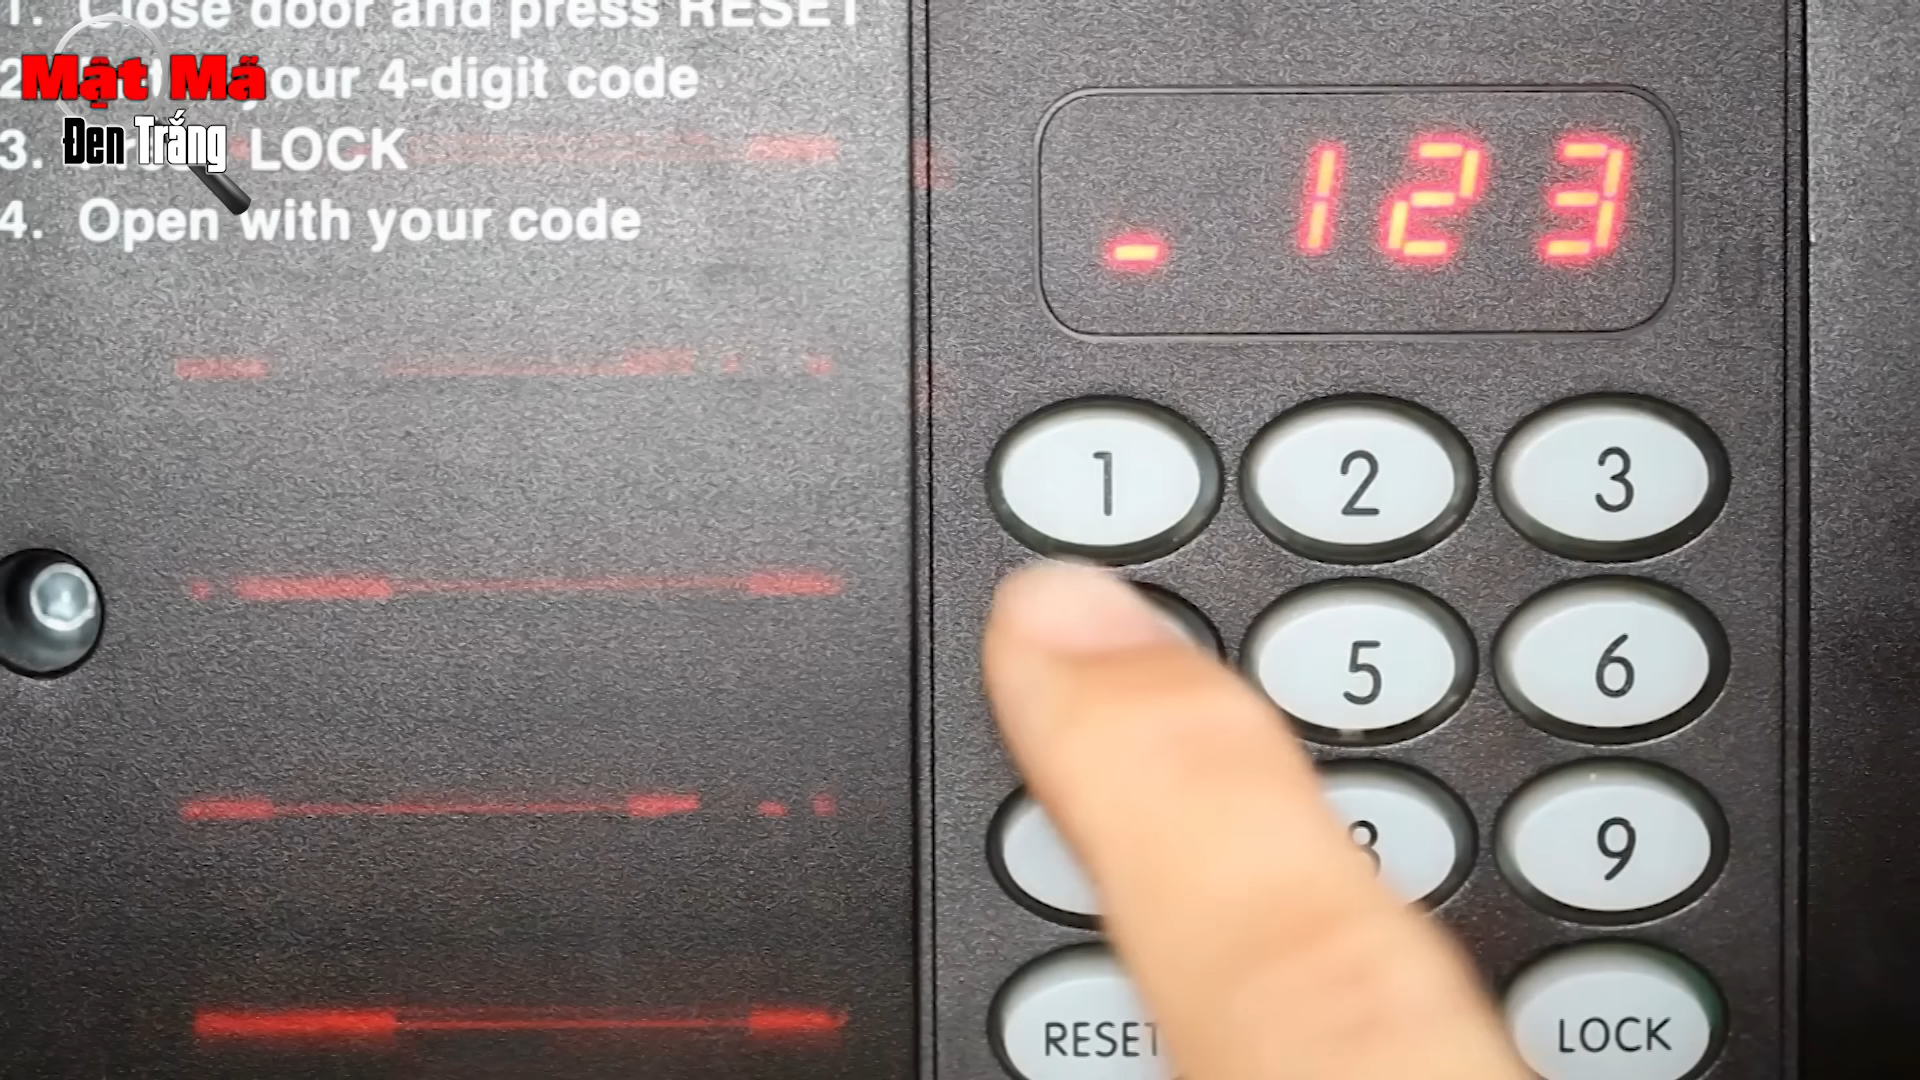 1. Close door and press RESET
2. our 4-digit code
3. LOCK
4. Open with your code
Mật Mã
Đen Trắng
_ 123
1 2 3
5 6
8 9
RESET LOCK